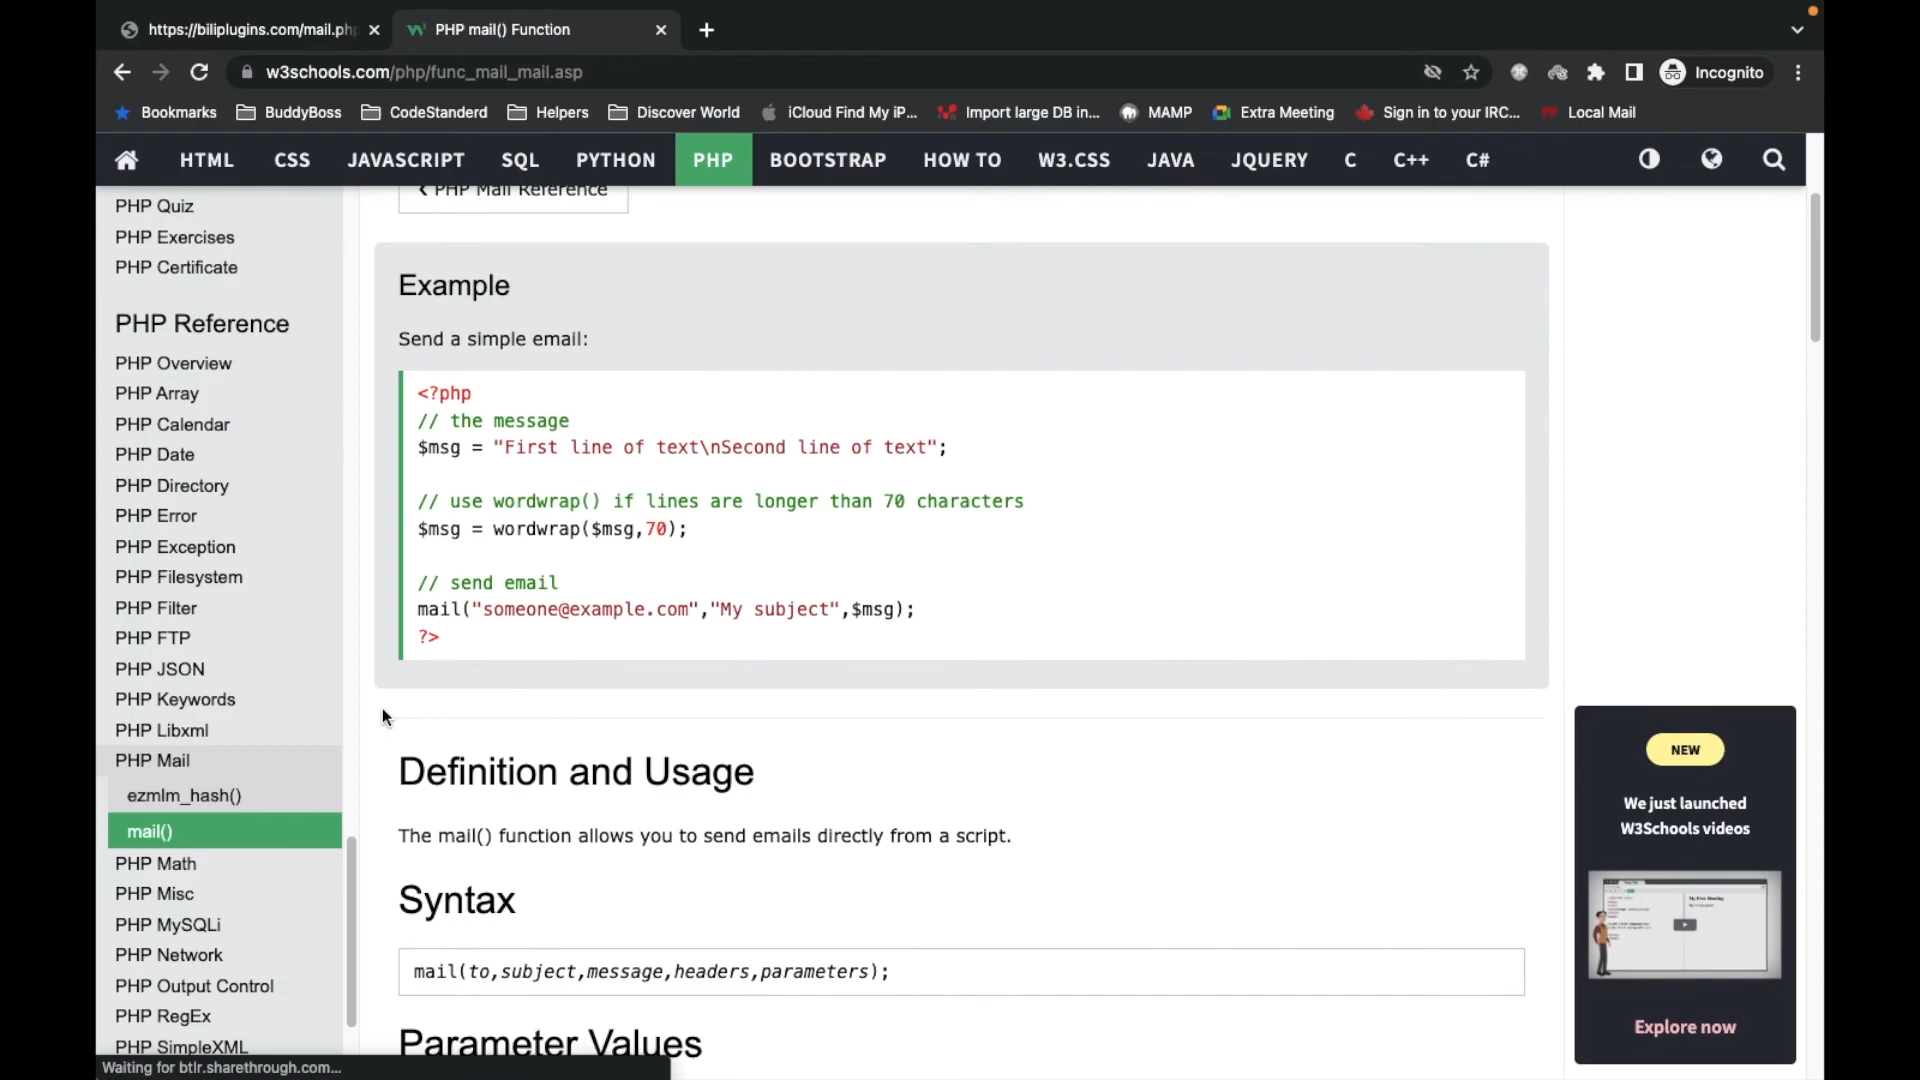 https://biliplugins.com/mail.php
PHP mail() Function
w3schools.com/php/func_mail_mail.asp
Incognito
Bookmarks
BuddyBoss
CodeStanderd
Helpers
Discover World
iCloud Find My iP...
Import large DB in...
MAMP
Extra Meeting
Sign in to your IRC...
Local Mail
HTML
CSS
JAVASCRIPT
SQL
PYTHON
PHP
BOOTSTRAP
HOW TO
W3.CSS
JAVA
JQUERY
C
C++
C#
PHP Quiz
PHP Exercises
PHP Certificate
PHP Reference
PHP Overview
PHP Array
PHP Calendar
PHP Date
PHP Directory
PHP Error
PHP Exception
PHP Filesystem
PHP Filter
PHP FTP
PHP JSON
PHP Keywords
PHP Libxml
PHP Mail
ezmlm_hash()
mail()
PHP Math
PHP Misc
PHP MySQLi
PHP Network
PHP Output Control
PHP RegEx
PHP SimpleXML
Waiting for btlr.sharethrough.com...
❮ PHP Mail Reference
Example
Send a simple email:
<?php
// the message
$msg = "First line of text\nSecond line of text";
// use wordwrap() if lines are longer than 70 characters
$msg = wordwrap($msg,70);
// send email
mail("someone@example.com","My subject",$msg);
?>
Definition and Usage
The mail() function allows you to send emails directly from a script.
Syntax
mail(to,subject,message,headers,parameters);
Parameter Values
NEW
We just launched
W3Schools videos
Explore now